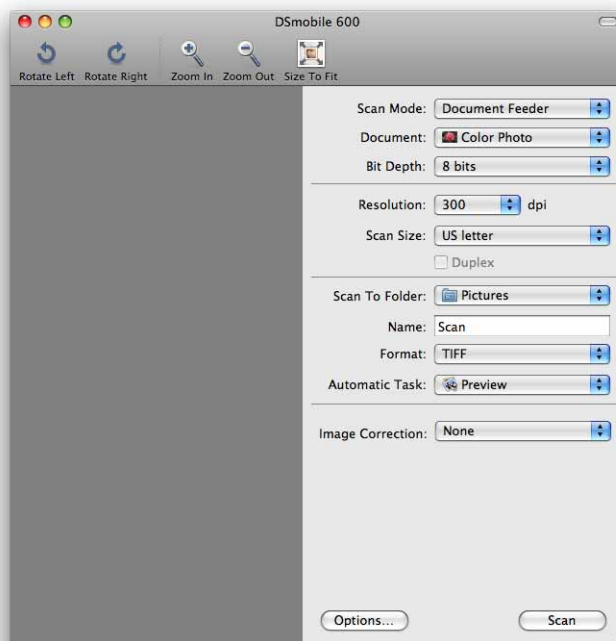 DSmobile 600
Rotate Left Rotate Right Zoom In Zoom Out Size To Fit
Scan Mode: Document Feeder
Document: Color Photo
Bit Depth: 8 bits
Resolution: 300 dpi
Scan Size: US letter
Duplex
Scan To Folder: Pictures
Name: Scan
Format: TIFF
Automatic Task: Preview
Image Correction: None
Options... Scan